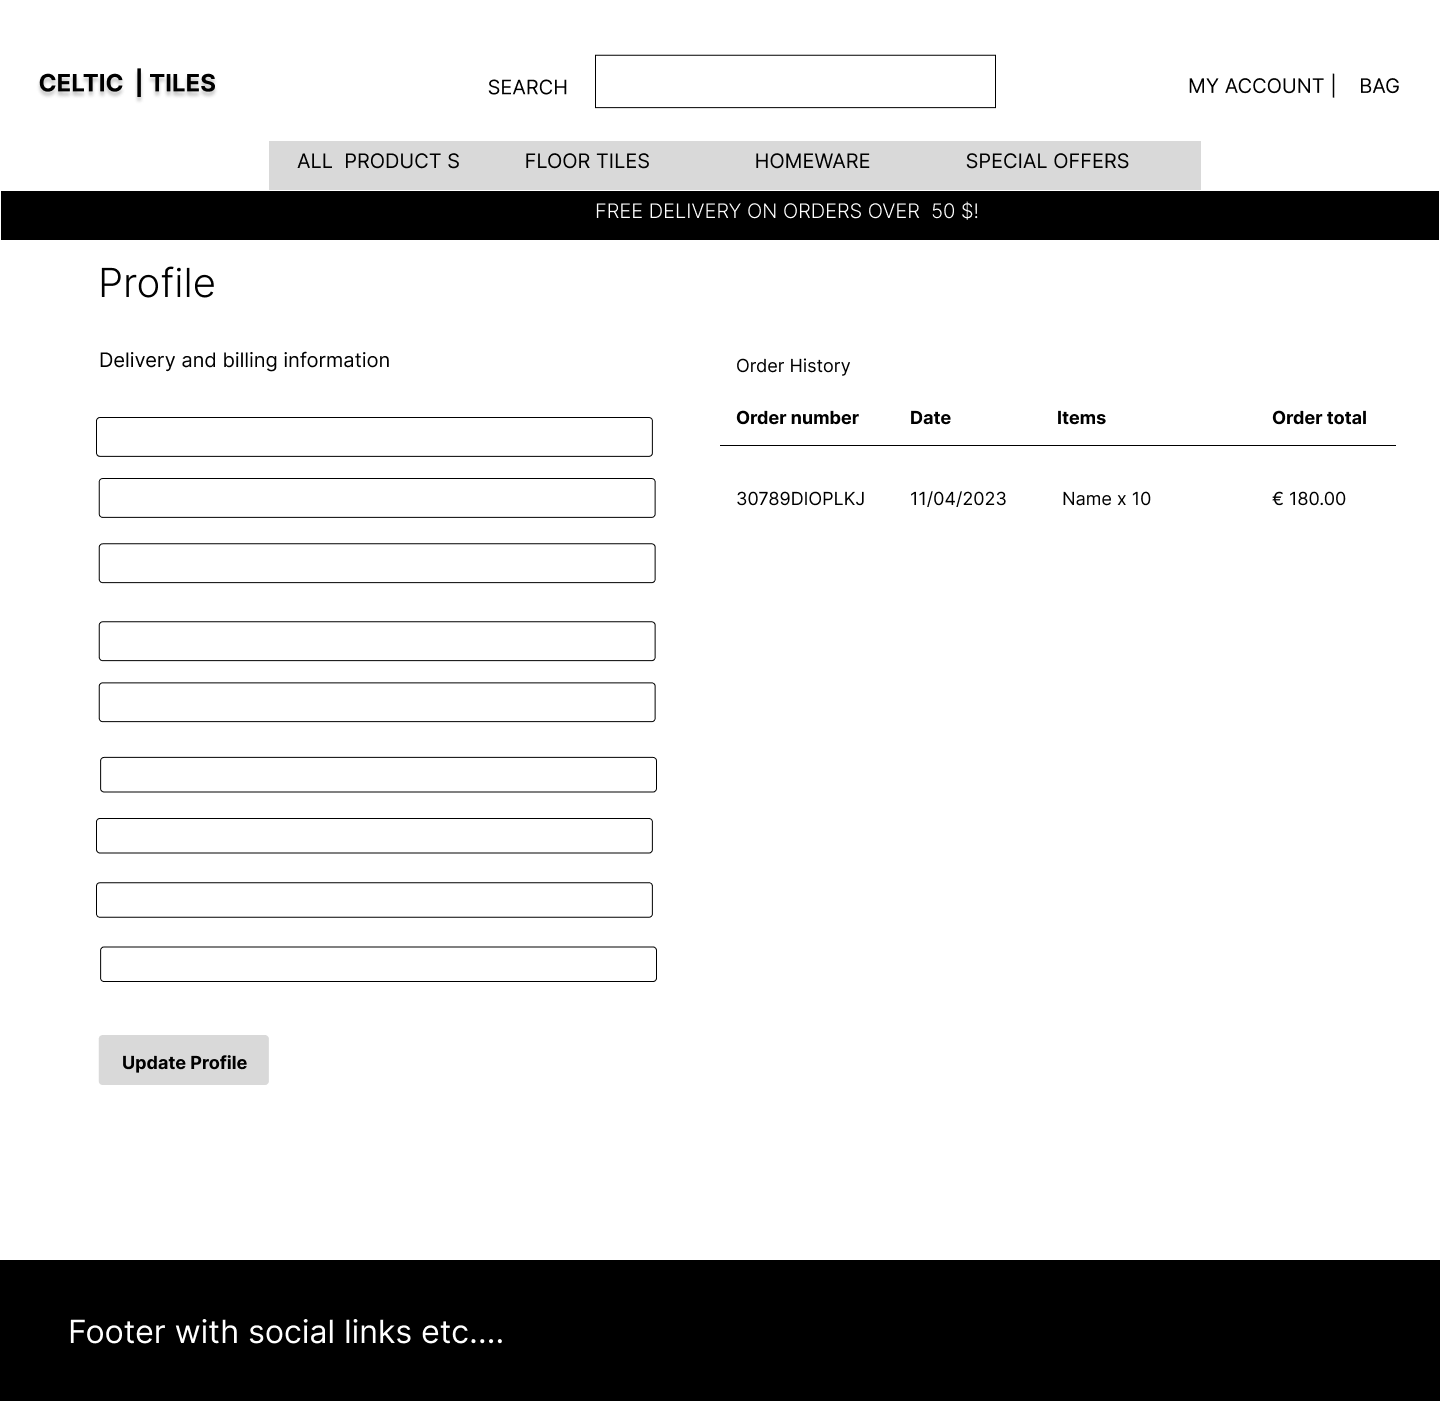 CELTIC | TILES
SEARCH
MY ACCOUNT | BAG
ALL PRODUCT S FLOOR TILES HOMEWARE SPECIAL OFFERS
FREE DELIVERY ON ORDERS OVER 50 $!
Profile
Delivery and billing information
Order History
Order number Date Items Order total
30789DIOPLKJ 11/04/2023 Name x 10 € 180.00
Update Profile
Footer with social links etc....